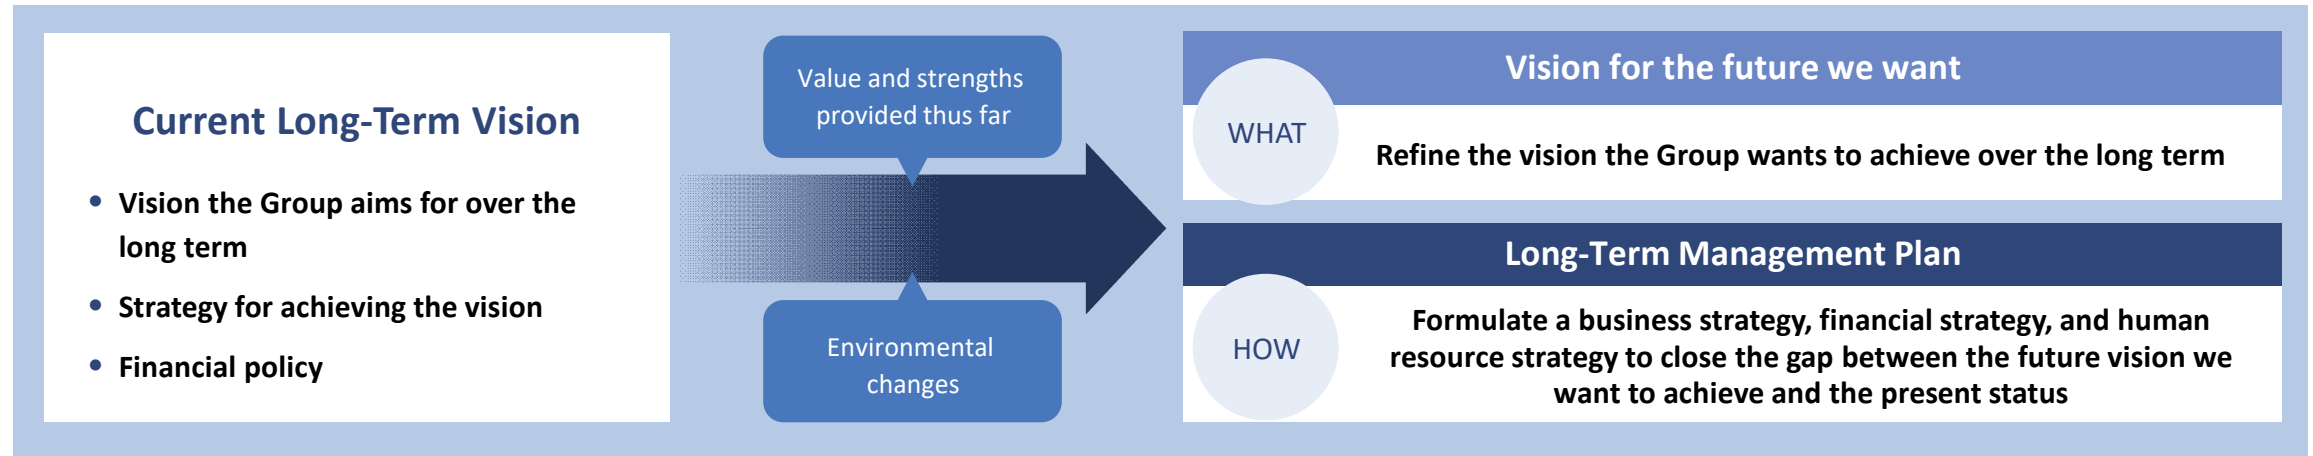 Current Long-Term Vision
• Vision the Group aims for over the
long term
• Strategy for achieving the vision
• Financial policy
Value and strengths
provided thus far
Environmental
changes
Vision for the future we want
WHAT
Refine the vision the Group wants to achieve over the long term
Long-Term Management Plan
HOW
Formulate a business strategy, financial strategy, and human
resource strategy to close the gap between the future vision we
want to achieve and the present status